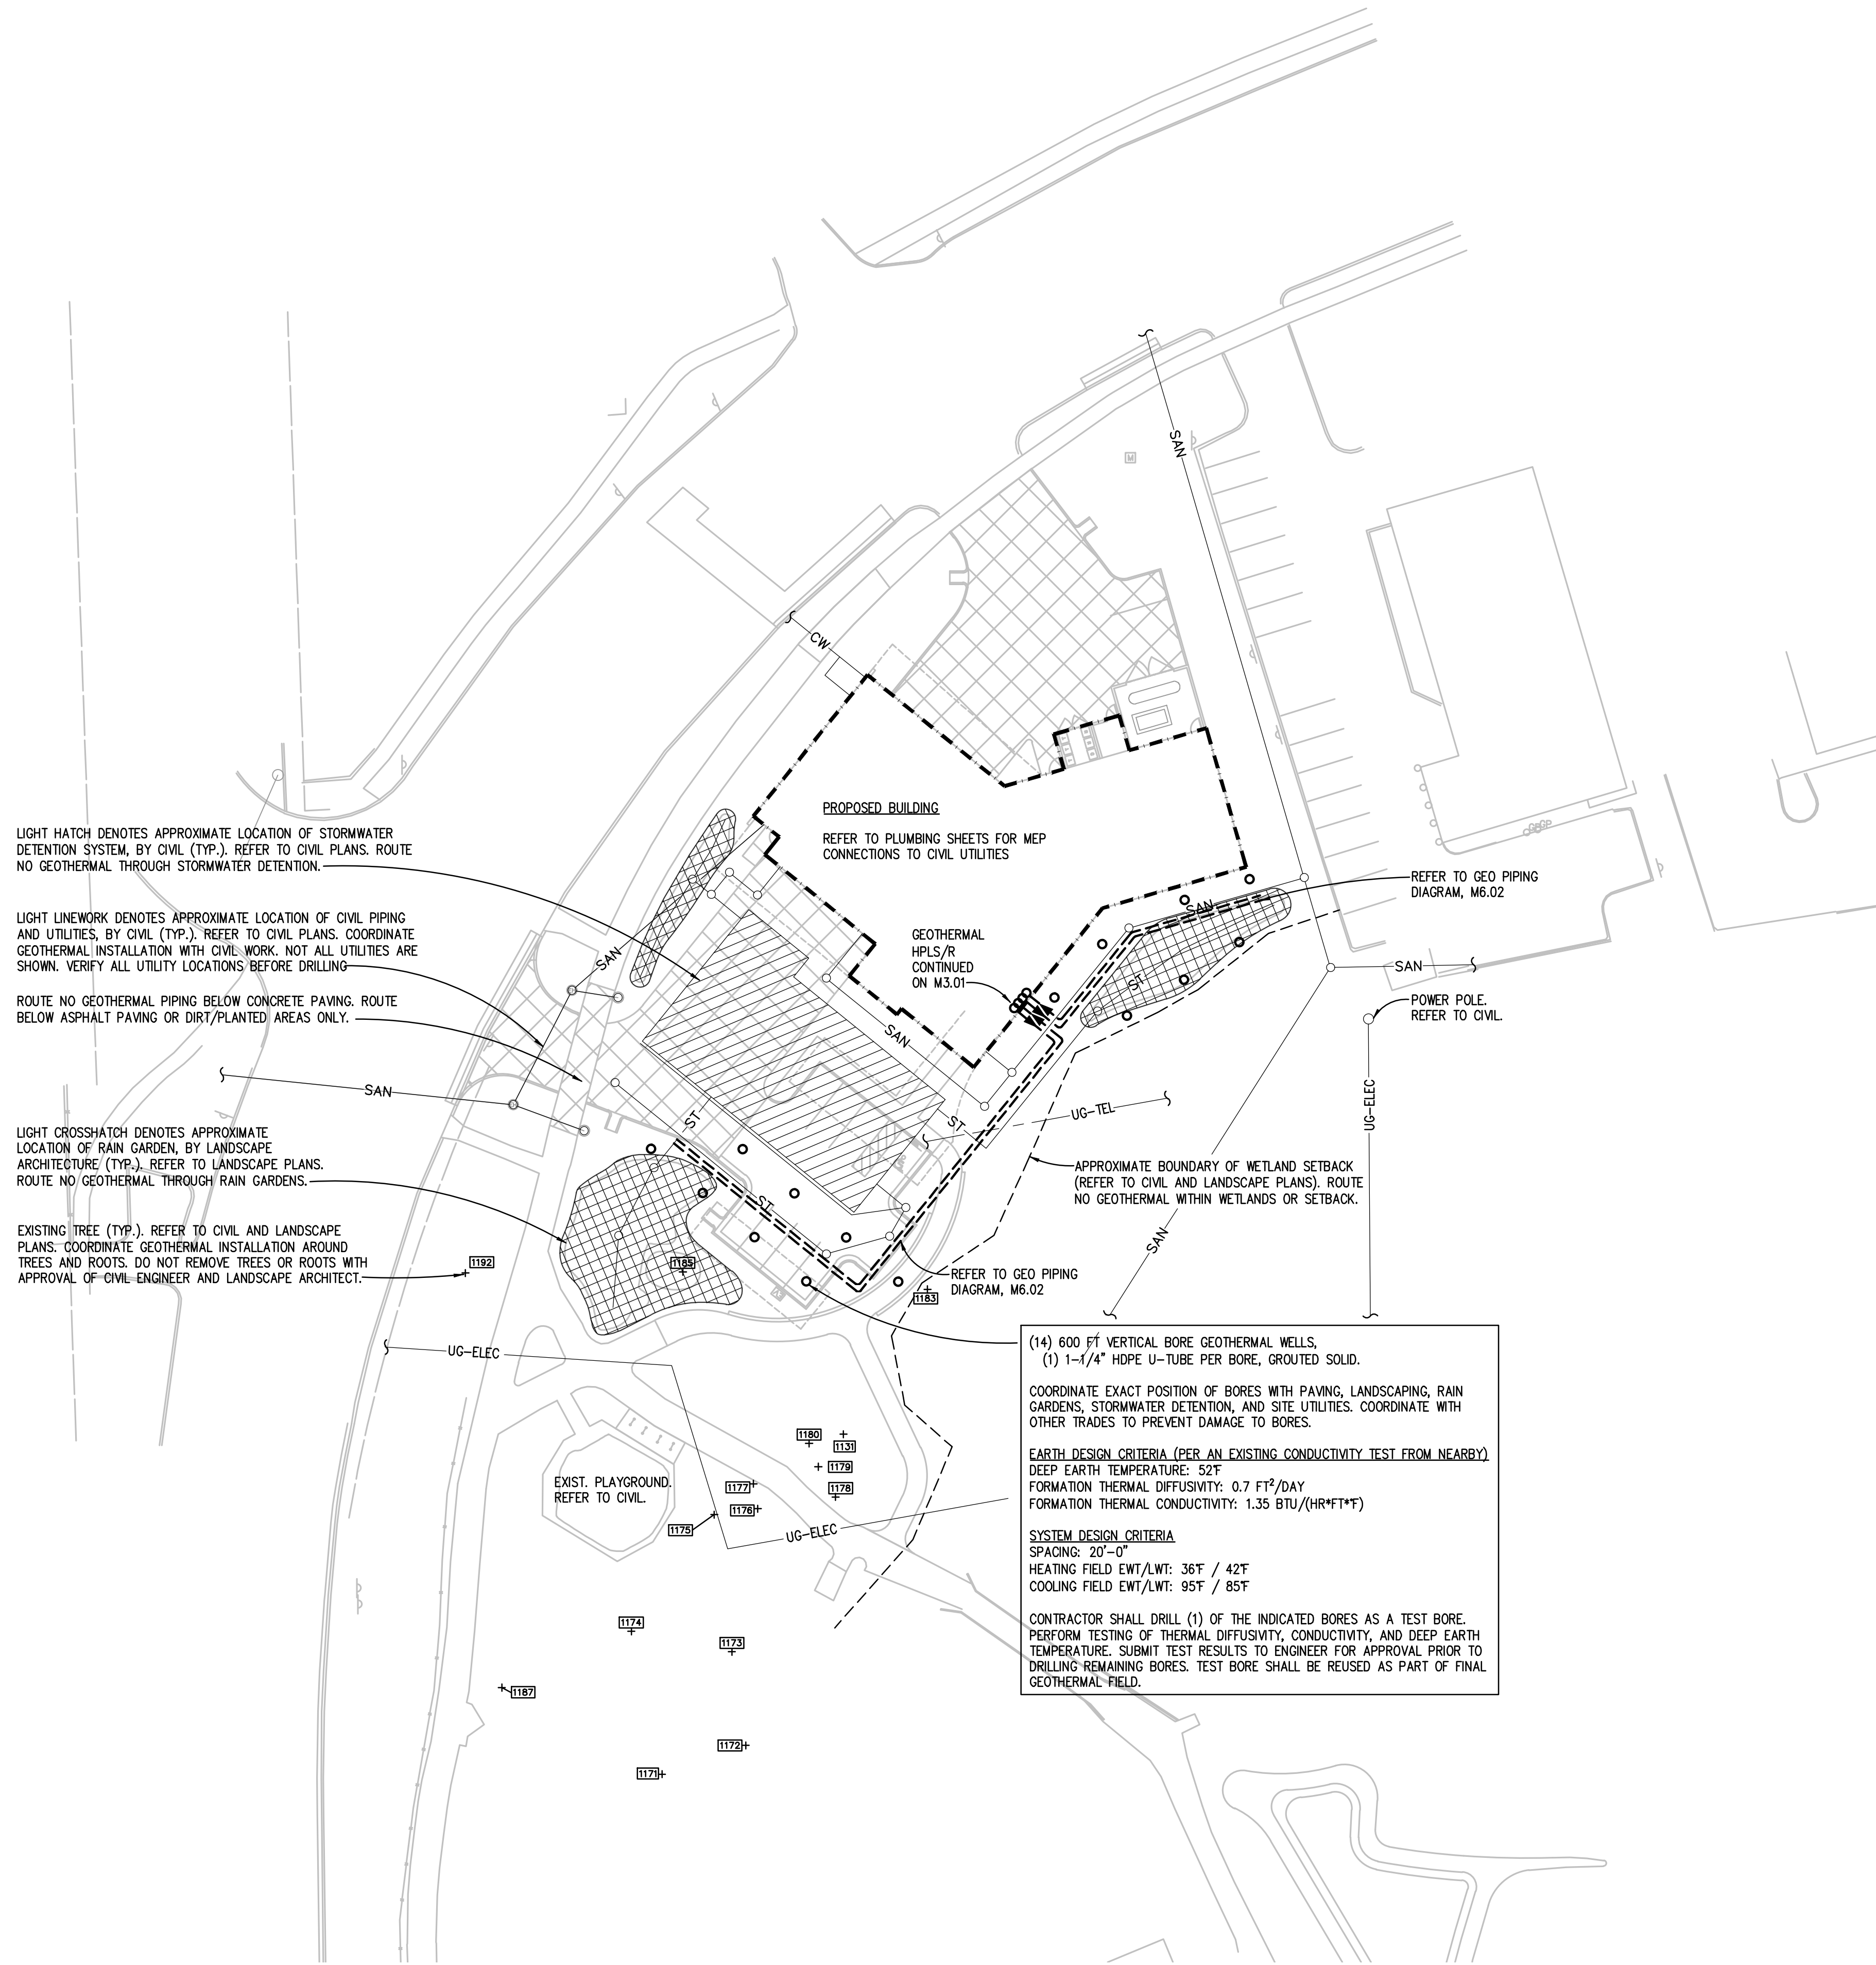 SAN
M
CW
PROPOSED BUILDING
REFER TO PLUMBING SHEETS FOR MEP
CONNECTIONS TO CIVIL UTILITIES
LIGHT HATCH DENOTES APPROXIMATE LOCATION OF STORMWATER
DETENTION SYSTEM, BY CIVIL (TYP.). REFER TO CIVIL PLANS. ROUTE
NO GEOTHERMAL THROUGH STORMWATER DETENTION.
LIGHT LINEWORK DENOTES APPROXIMATE LOCATION OF CIVIL PIPING
AND UTILITIES, BY CIVIL (TYP.). REFER TO CIVIL PLANS. COORDINATE
GEOTHERMAL INSTALLATION WITH CIVIL WORK. NOT ALL UTILITIES ARE
SHOWN. VERIFY ALL UTILITY LOCATIONS BEFORE DRILLING
ROUTE NO GEOTHERMAL PIPING BELOW CONCRETE PAVING. ROUTE
BELOW ASPHALT PAVING OR DIRT/PLANTED AREAS ONLY.
LIGHT CROSSHATCH DENOTES APPROXIMATE
LOCATION OF RAIN GARDEN, BY LANDSCAPE
ARCHITECTURE (TYP.). REFER TO LANDSCAPE PLANS.
ROUTE NO GEOTHERMAL THROUGH RAIN GARDENS.
EXISTING TREE (TYP.). REFER TO CIVIL AND LANDSCAPE
PLANS. COORDINATE GEOTHERMAL INSTALLATION AROUND
TREES AND ROOTS. DO NOT REMOVE TREES OR ROOTS WITH
APPROVAL OF CIVIL ENGINEER AND LANDSCAPE ARCHITECT.
GEOTHERMAL
HPLS/R
CONTINUED
ON M3.01
REFER TO GEO PIPING
DIAGRAM, M6.02
SAN
SAN
SAN
SAN
SAN
SAN
ST
ST
ST
ST
UG-TEL
UG-ELEC
POWER POLE.
REFER TO CIVIL.
APPROXIMATE BOUNDARY OF WETLAND SETBACK
(REFER TO CIVIL AND LANDSCAPE PLANS). ROUTE
NO GEOTHERMAL WITHIN WETLANDS OR SETBACK.
REFER TO GEO PIPING
DIAGRAM, M6.02
1192
1185
1183
UG-ELEC
(14) 600 FT VERTICAL BORE GEOTHERMAL WELLS,
(1) 1-1/4" HDPE U-TUBE PER BORE, GROUTED SOLID.
COORDINATE EXACT POSITION OF BORES WITH PAVING, LANDSCAPING, RAIN
GARDENS, STORMWATER DETENTION, AND SITE UTILITIES. COORDINATE WITH
OTHER TRADES TO PREVENT DAMAGE TO BORES.
EARTH DESIGN CRITERIA (PER AN EXISTING CONDUCTIVITY TEST FROM NEARBY)
DEEP EARTH TEMPERATURE: 52°F
FORMATION THERMAL DIFFUSIVITY: 0.7 FT²/DAY
FORMATION THERMAL CONDUCTIVITY: 1.35 BTU/(HR*FT*°F)
SYSTEM DESIGN CRITERIA
SPACING: 20'-0"
HEATING FIELD EWT/LWT: 36°F / 42°F
COOLING FIELD EWT/LWT: 95°F / 85°F
CONTRACTOR SHALL DRILL (1) OF THE INDICATED BORES AS A TEST BORE.
PERFORM TESTING OF THERMAL DIFFUSIVITY, CONDUCTIVITY, AND DEEP EARTH
TEMPERATURE. SUBMIT TEST RESULTS TO ENGINEER FOR APPROVAL PRIOR TO
DRILLING REMAINING BORES. TEST BORE SHALL BE REUSED AS PART OF FINAL
GEOTHERMAL FIELD.
EXIST. PLAYGROUND.
REFER TO CIVIL.
1180
1131
1179
1178
1177
1176
1175
UG-ELEC
1174
1173
1187
1172
1171